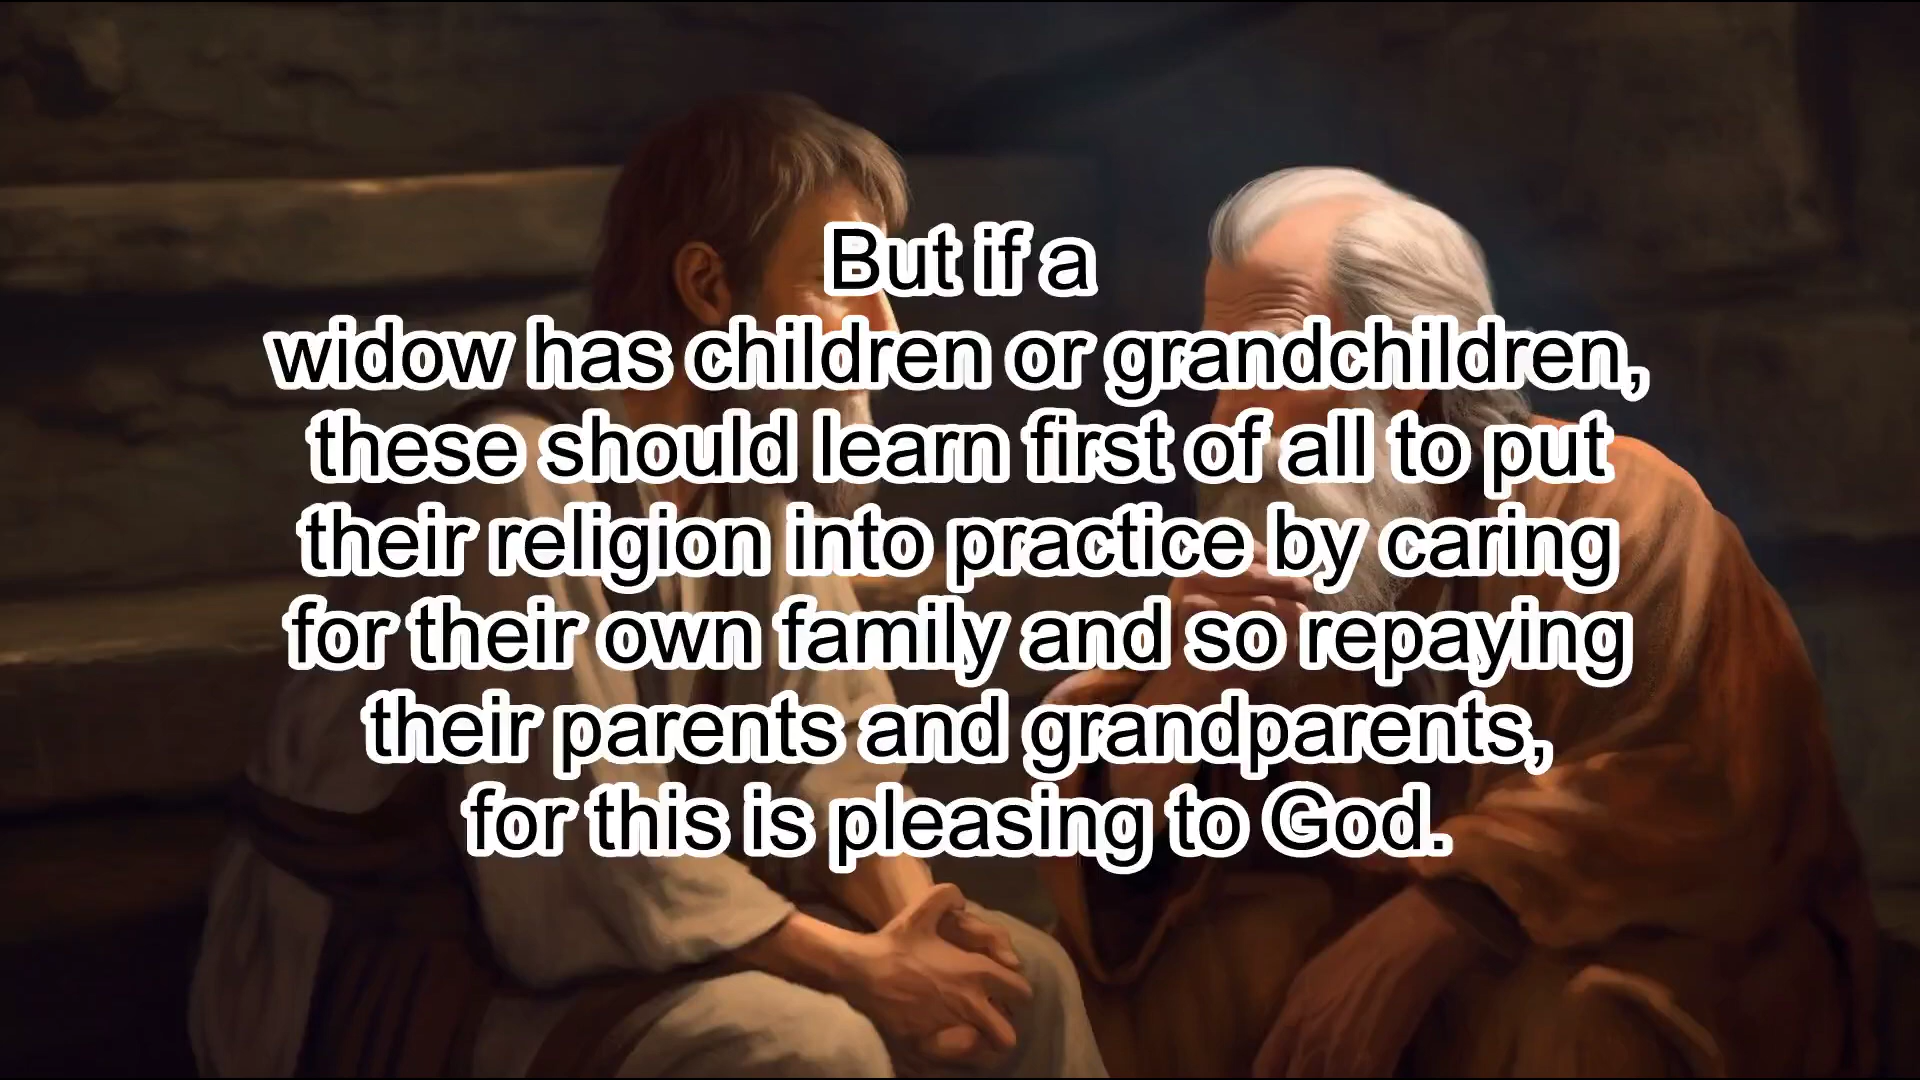 But if a
widow has children or grandchildren,
these should learn first of all to put
their religion into practice by caring
for their own family and so repaying
their parents and grandparents,
for this is pleasing to God.